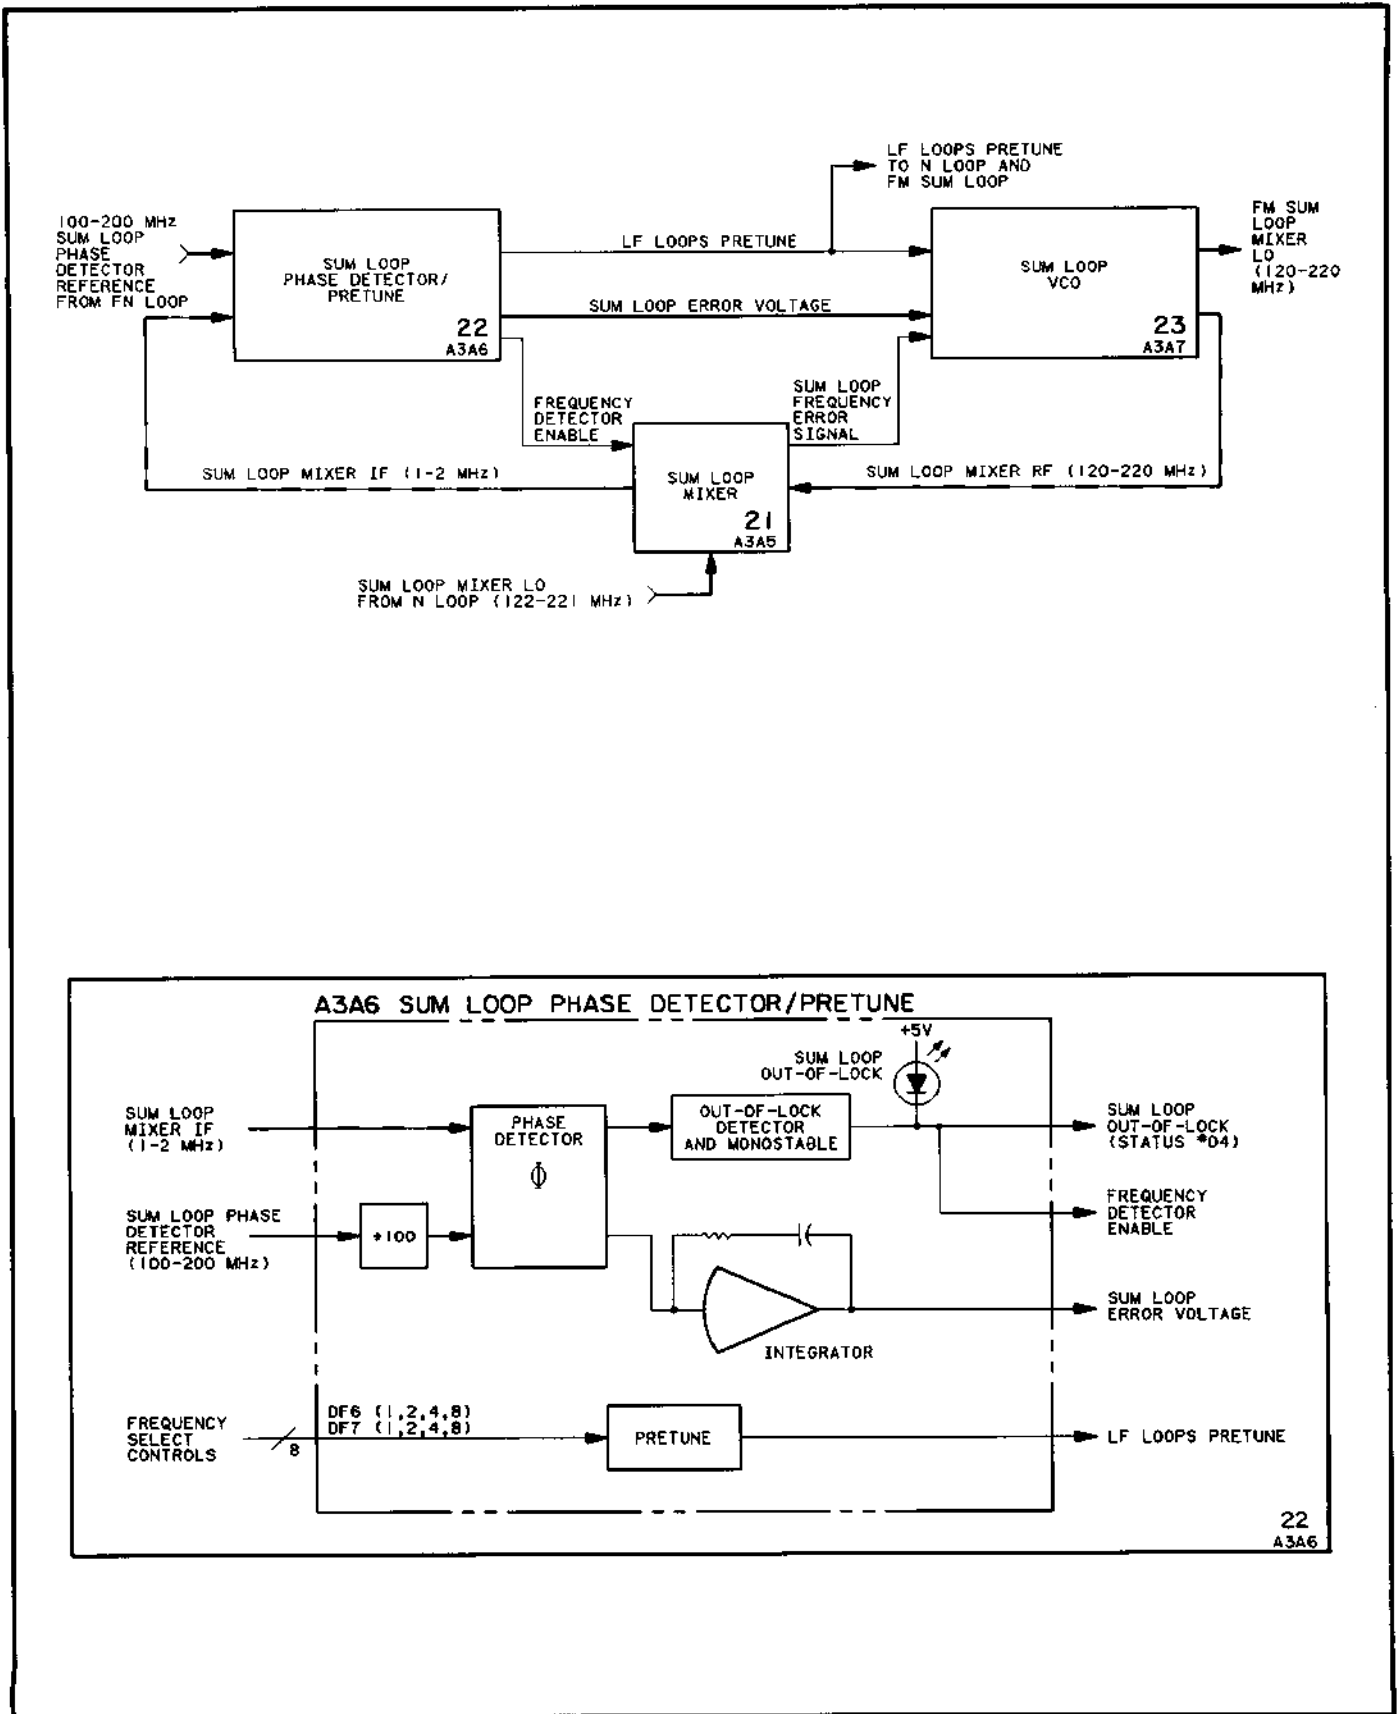 LF LOOPS PRETUNE
TO N LOOP AND
FM SUM LOOP
100-200 MHz
SUM LOOP
PHASE
DETECTOR
REFERENCE
FROM FN LOOP
SUM LOOP
PHASE DETECTOR/
PRETUNE
22
A3A6
LF LOOPS PRETUNE
SUM LOOP ERROR VOLTAGE
SUM LOOP
VCO
23
A3A7
FM SUM
LOOP
MIXER
LO
(120-220
MHz)
FREQUENCY
DETECTOR
ENABLE
SUM LOOP
FREQUENCY
ERROR
SIGNAL
SUM LOOP MIXER IF (1-2 MHz)
SUM LOOP
MIXER
21
A3A5
SUM LOOP MIXER RF (120-220 MHz)
SUM LOOP MIXER LO
FROM N LOOP (122-221 MHz)
A3A6 SUM LOOP PHASE DETECTOR/PRETUNE
+5V
SUM LOOP
OUT-OF-LOCK
SUM LOOP
MIXER IF
(1-2 MHz)
PHASE
DETECTOR
Φ
OUT-OF-LOCK
DETECTOR
AND MONOSTABLE
SUM LOOP
OUT-OF-LOCK
(STATUS #04)
SUM LOOP PHASE
DETECTOR
REFERENCE
(100-200 MHz)
÷100
FREQUENCY
DETECTOR
ENABLE
INTEGRATOR
SUM LOOP
ERROR VOLTAGE
FREQUENCY
SELECT
CONTROLS
8
DF6 (1,2,4,8)
DF7 (1,2,4,8)
PRETUNE
LF LOOPS PRETUNE
22
A3A6